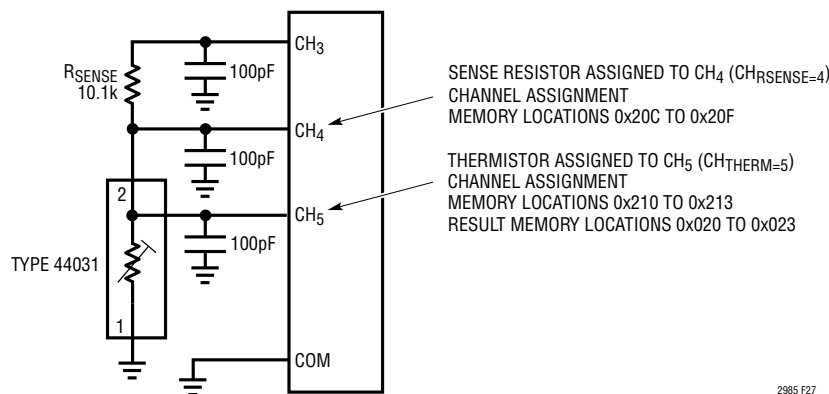 CH3
RSENSE
10.1k
100pF
CH4
100pF
2
CH5
100pF
TYPE 44031
1
COM
SENSE RESISTOR ASSIGNED TO CH4 (CHRSENSE=4)
CHANNEL ASSIGNMENT
MEMORY LOCATIONS 0x20C TO 0x20F
THERMISTOR ASSIGNED TO CH5 (CHTHERM=5)
CHANNEL ASSIGNMENT
MEMORY LOCATIONS 0x210 TO 0x213
RESULT MEMORY LOCATIONS 0x020 TO 0x023
2985 F27